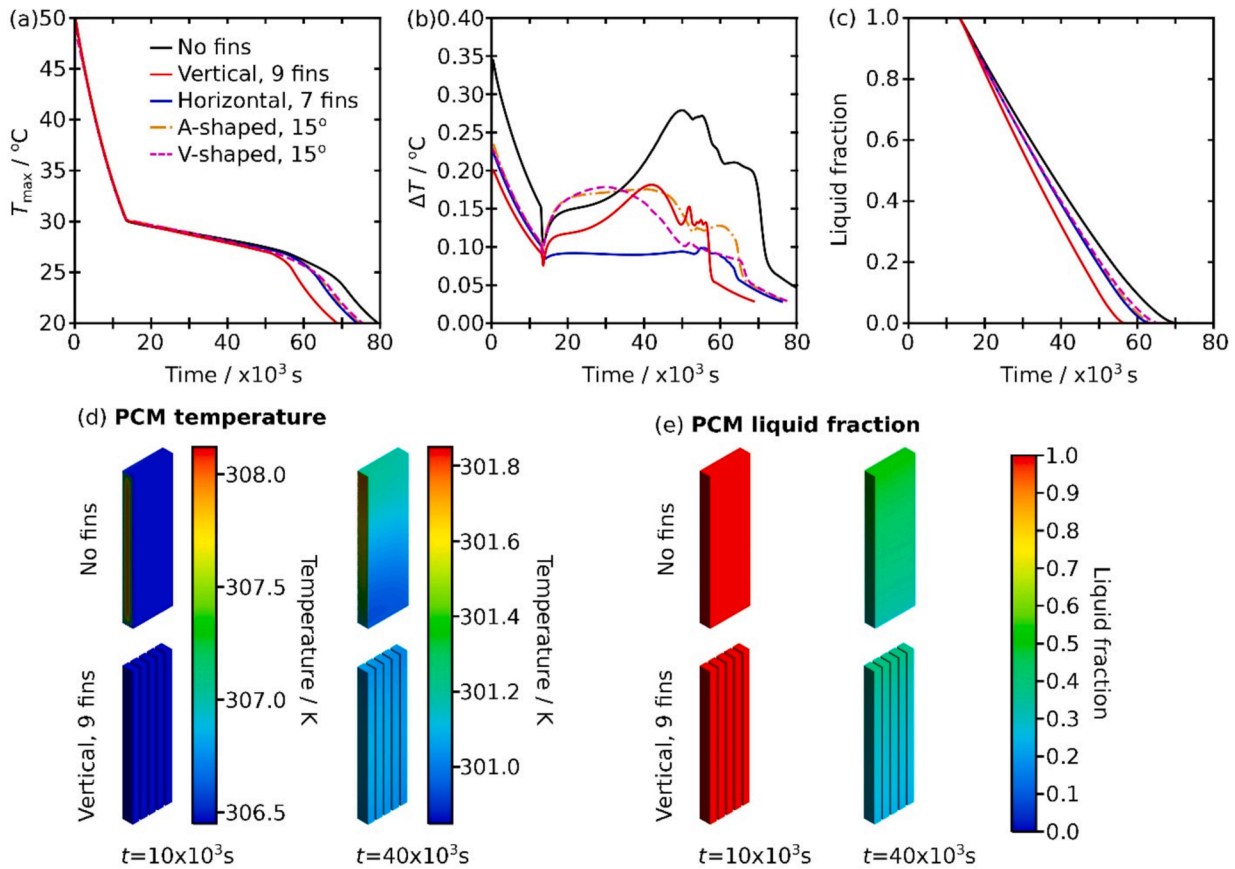 (a)
50
45
40
35
30
25
20
T_max / °C
No fins
Vertical, 9 fins
Horizontal, 7 fins
A-shaped, 15°
V-shaped, 15°
0 20 40 60 80
Time / x10³ s
(b)
0.40
0.35
0.30
0.25
0.20
0.15
0.10
0.05
0.00
ΔT / °C
0 20 40 60 80
Time / x10³ s
(c)
1.0
0.8
0.6
0.4
0.2
0.0
Liquid fraction
0 20 40 60 80
Time / x10³ s
(d) PCM temperature
No fins
Vertical, 9 fins
308.0
307.5
307.0
306.5
Temperature / K
301.8
301.6
301.4
301.2
301.0
Temperature / K
t=10x10³s
t=40x10³s
(e) PCM liquid fraction
No fins
Vertical, 9 fins
1.0
0.9
0.8
0.7
0.6
0.5
0.4
0.3
0.2
0.1
0.0
Liquid fraction
t=10x10³s
t=40x10³s